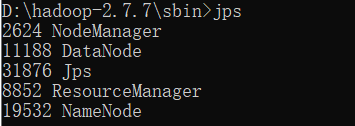 D:\hadoop-2.7.7\sbin>jps
2624 NodeManager
11188 DataNode
31876 Jps
8852 ResourceManager
19532 NameNode